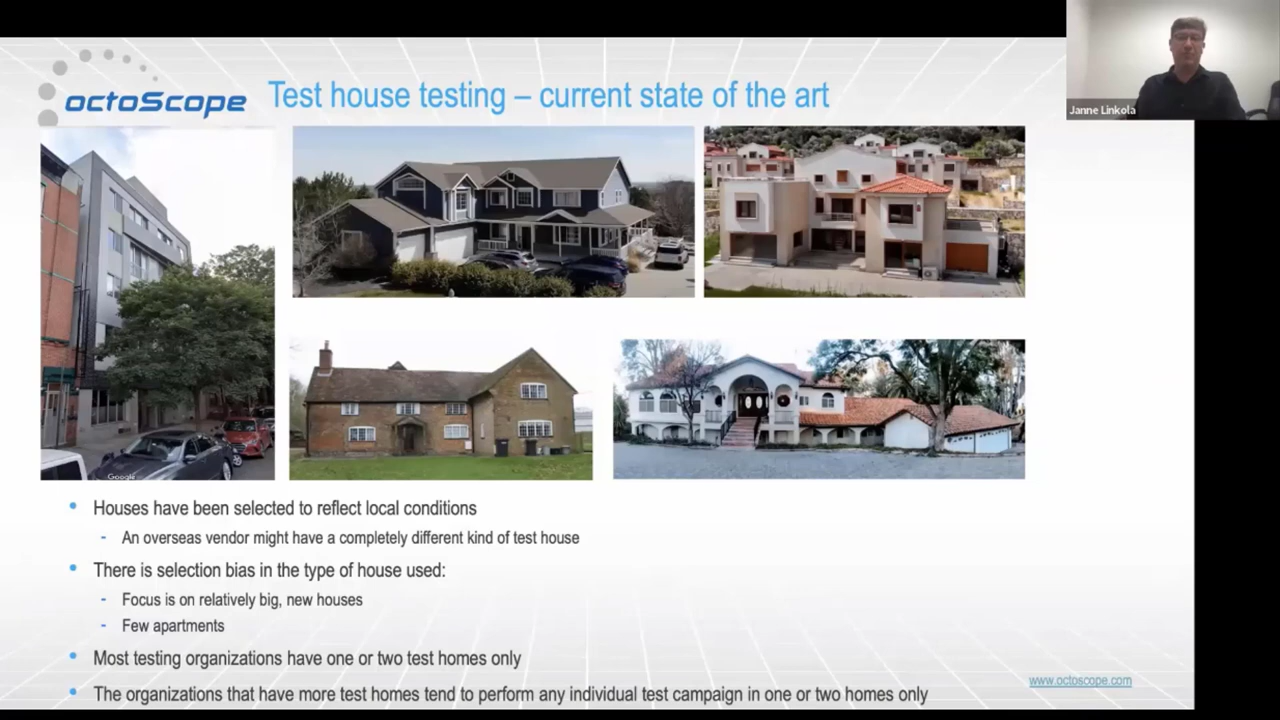 octoScope
Test house testing – current state of the art
Janne Linkola
Google
Houses have been selected to reflect local conditions
- An overseas vendor might have a completely different kind of test house
There is selection bias in the type of house used:
- Focus is on relatively big, new houses
- Few apartments
Most testing organizations have one or two test homes only
The organizations that have more test homes tend to perform any individual test campaign in one or two homes only
www.octoscope.com